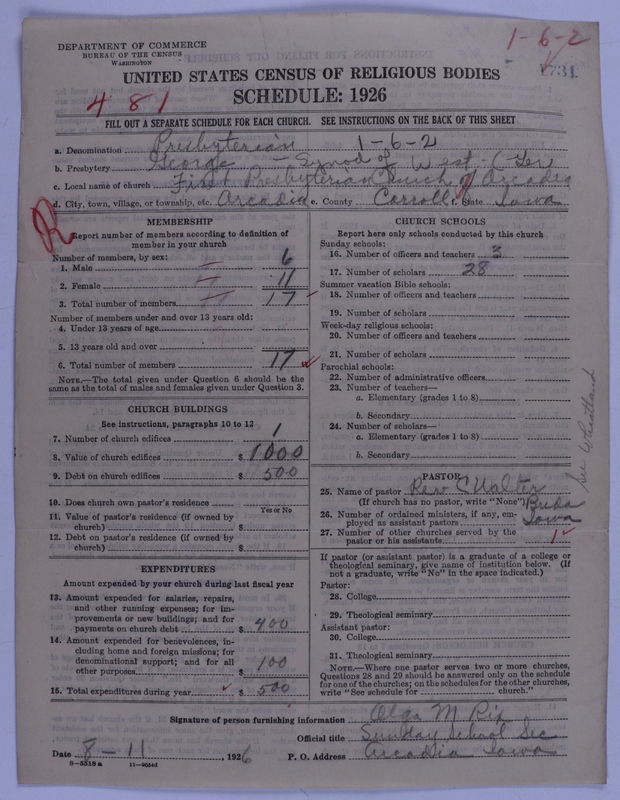 DEPARTMENT OF COMMERCE
BUREAU OF THE CENSUS
WASHINGTON
1-6-2
1731
UNITED STATES CENSUS OF RELIGIOUS BODIES
SCHEDULE: 1926
4 8 1
FILL OUT A SEPARATE SCHEDULE FOR EACH CHURCH. SEE INSTRUCTIONS ON THE BACK OF THIS SHEET
a. Denomination Presbyterian 1-6-2
b. Presbytery George - Synod of West - (Ger
c. Local name of church First Presbyterian Church of Arcadia
d. City, town, village, or township, etc. Arcadia e. County Carroll f. State Iowa
R
MEMBERSHIP
Report number of members according to definition of
member in your church
Number of members, by sex:
1. Male 6
2. Female 11
3. Total number of members 17
Number of members under and over 13 years old:
4. Under 13 years of age
5. 13 years old and over
6. Total number of members 17
NOTE.—The total given under Question 6 should be the
same as the total of males and females given under Question 3.
CHURCH BUILDINGS
See instructions, paragraphs 10 to 12
7. Number of church edifices 1
8. Value of church edifices $ 1000
9. Debt on church edifices $ 500
10. Does church own pastor's residence
Yes or No
11. Value of pastor's residence (if owned by
church) $
12. Debt on pastor's residence (if owned by
church) $
EXPENDITURES
Amount expended by your church during last fiscal year
13. Amount expended for salaries, repairs,
and other running expenses; for im-
provements or new buildings; and for
payments on church debt $ 400
14. Amount expended for benevolences, in-
cluding home and foreign missions; for
denominational support; and for all
other purposes $ 100
15. Total expenditures during year $ 500
CHURCH SCHOOLS
Report here only schools conducted by this church
Sunday schools:
16. Number of officers and teachers 3
17. Number of scholars 28
Summer vacation Bible schools:
18. Number of officers and teachers
19. Number of scholars
Week-day religious schools:
20. Number of officers and teachers
21. Number of scholars
Parochial schools:
22. Number of administrative officers
23. Number of teachers—
a. Elementary (grades 1 to 8)
b. Secondary
24. Number of scholars—
a. Elementary (grades 1 to 8)
b. Secondary
See Wheatland
PASTOR
25. Name of pastor Rev C Walter
(If church has no pastor, write "None")
26. Number of ordained ministers, if any, em-
ployed as assistant pastors Iowa
27. Number of other churches served by the
pastor or his assistants 1
If pastor (or assistant pastor) is a graduate of a college or
theological seminary, give name of institution below. (If
not a graduate, write "No" in the space indicated.)
Pastor:
28. College
29. Theological seminary
Assistant pastor:
30. College
31. Theological seminary
NOTE.—Where one pastor serves two or more churches,
Questions 28 and 29 should be answered only on the schedule
for one of the churches; on the schedules for the other churches,
write "See schedule for church."
Signature of person furnishing information Olga M Rix
Official title Sunday School Sec
Date 8-11, 1926 P. O. Address Arcadia Iowa
8-5518a 11-9054d